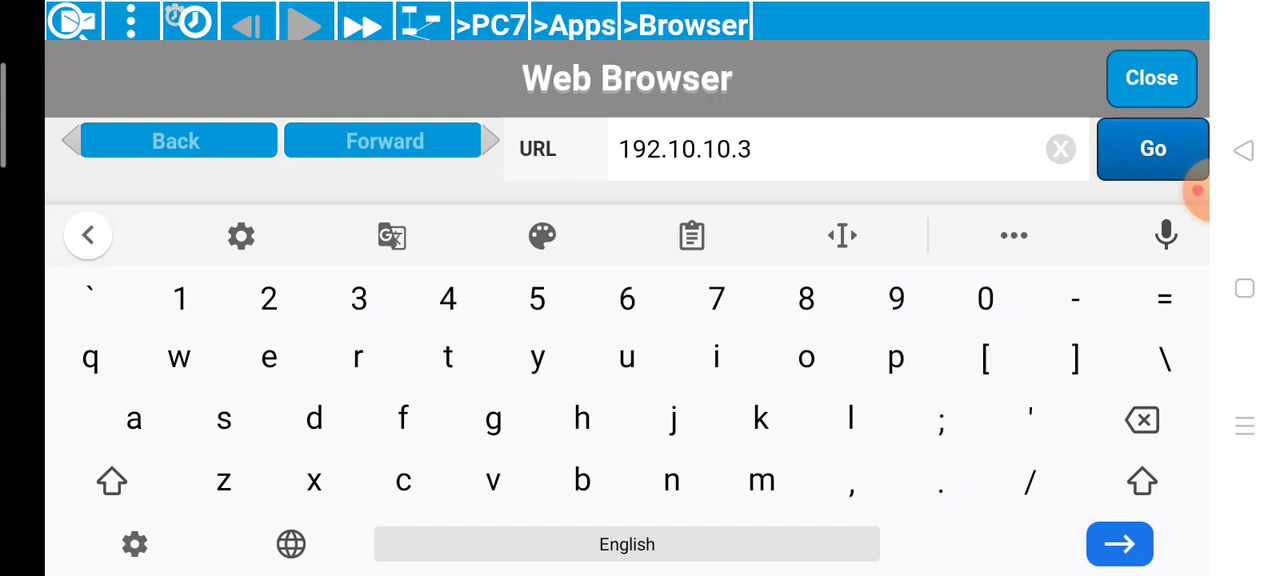 >PC7 >Apps >Browser
Web Browser
Close
Back Forward URL 192.10.10.3 X Go
` 1 2 3 4 5 6 7 8 9 0 - =
q w e r t y u i o p [ ] \
a s d f g h j k l ; '
z x c v b n m , . /
English